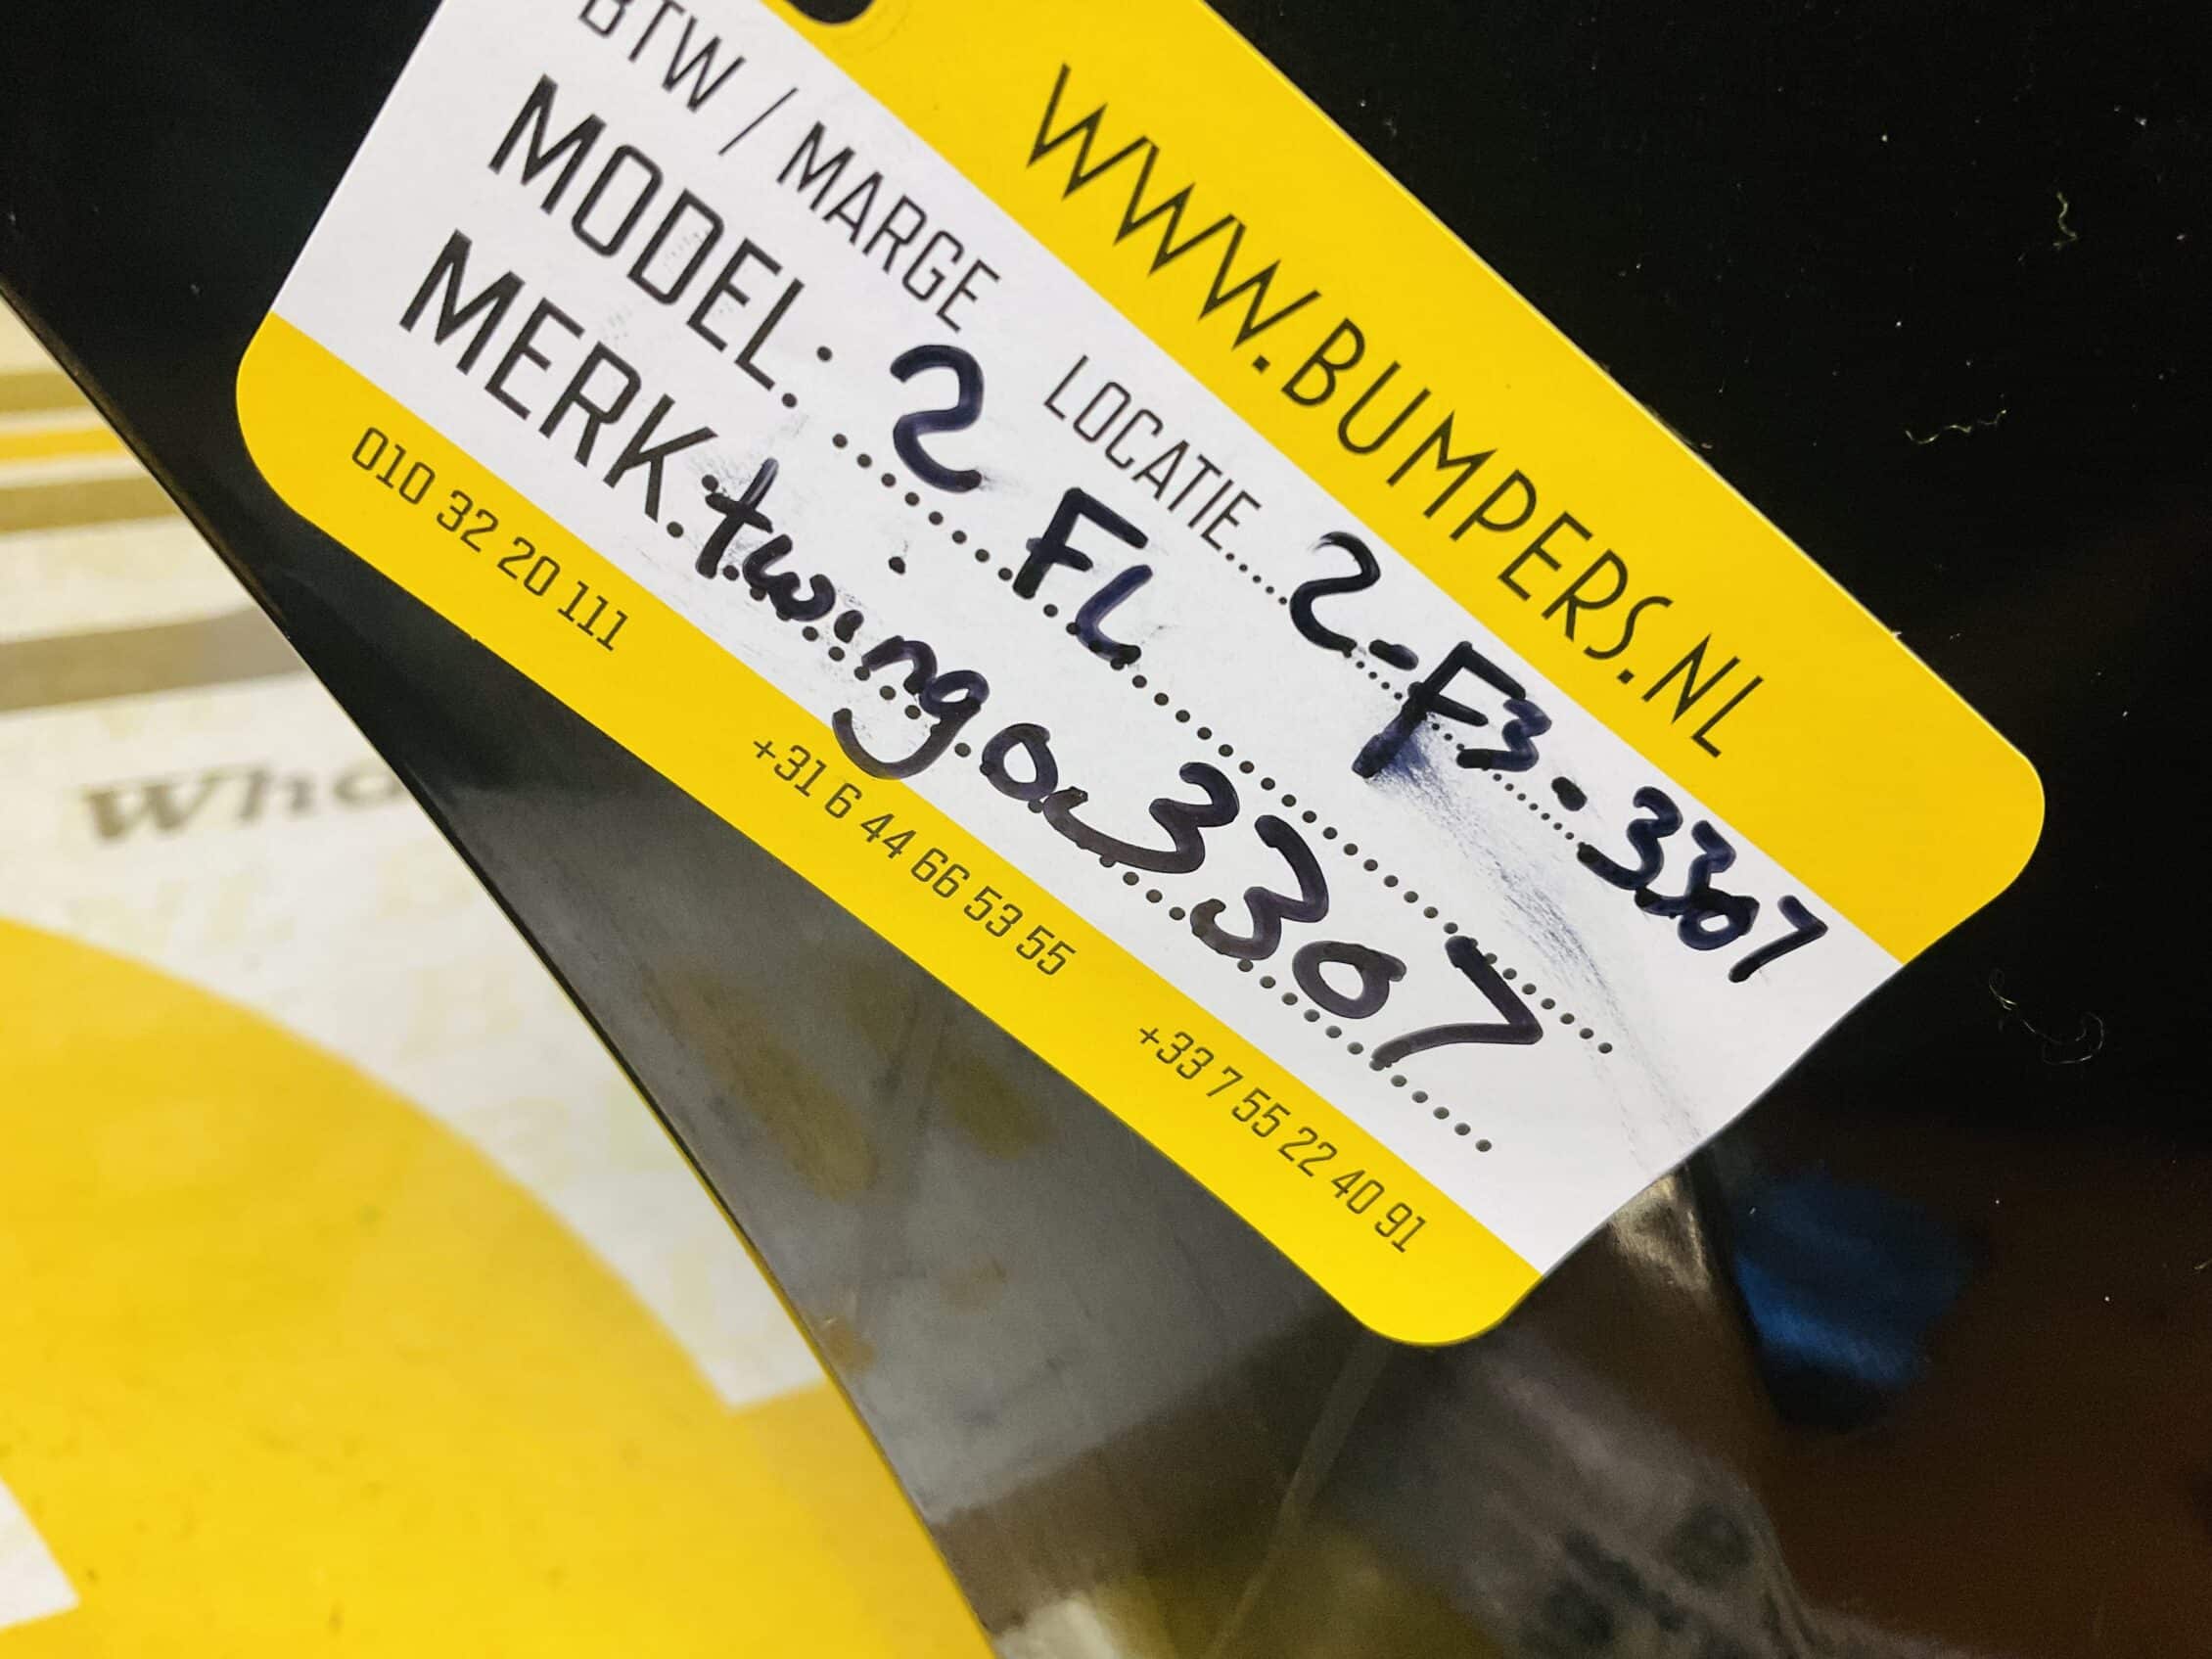 WWW.BUMPERS.NL
BTW / MARGE LOCATIE 2-F3-3307
MODEL: 2 FL
MERK twingo 3307
010 32 20 111 +31 6 44 66 53 55 +33 7 55 22 40 91